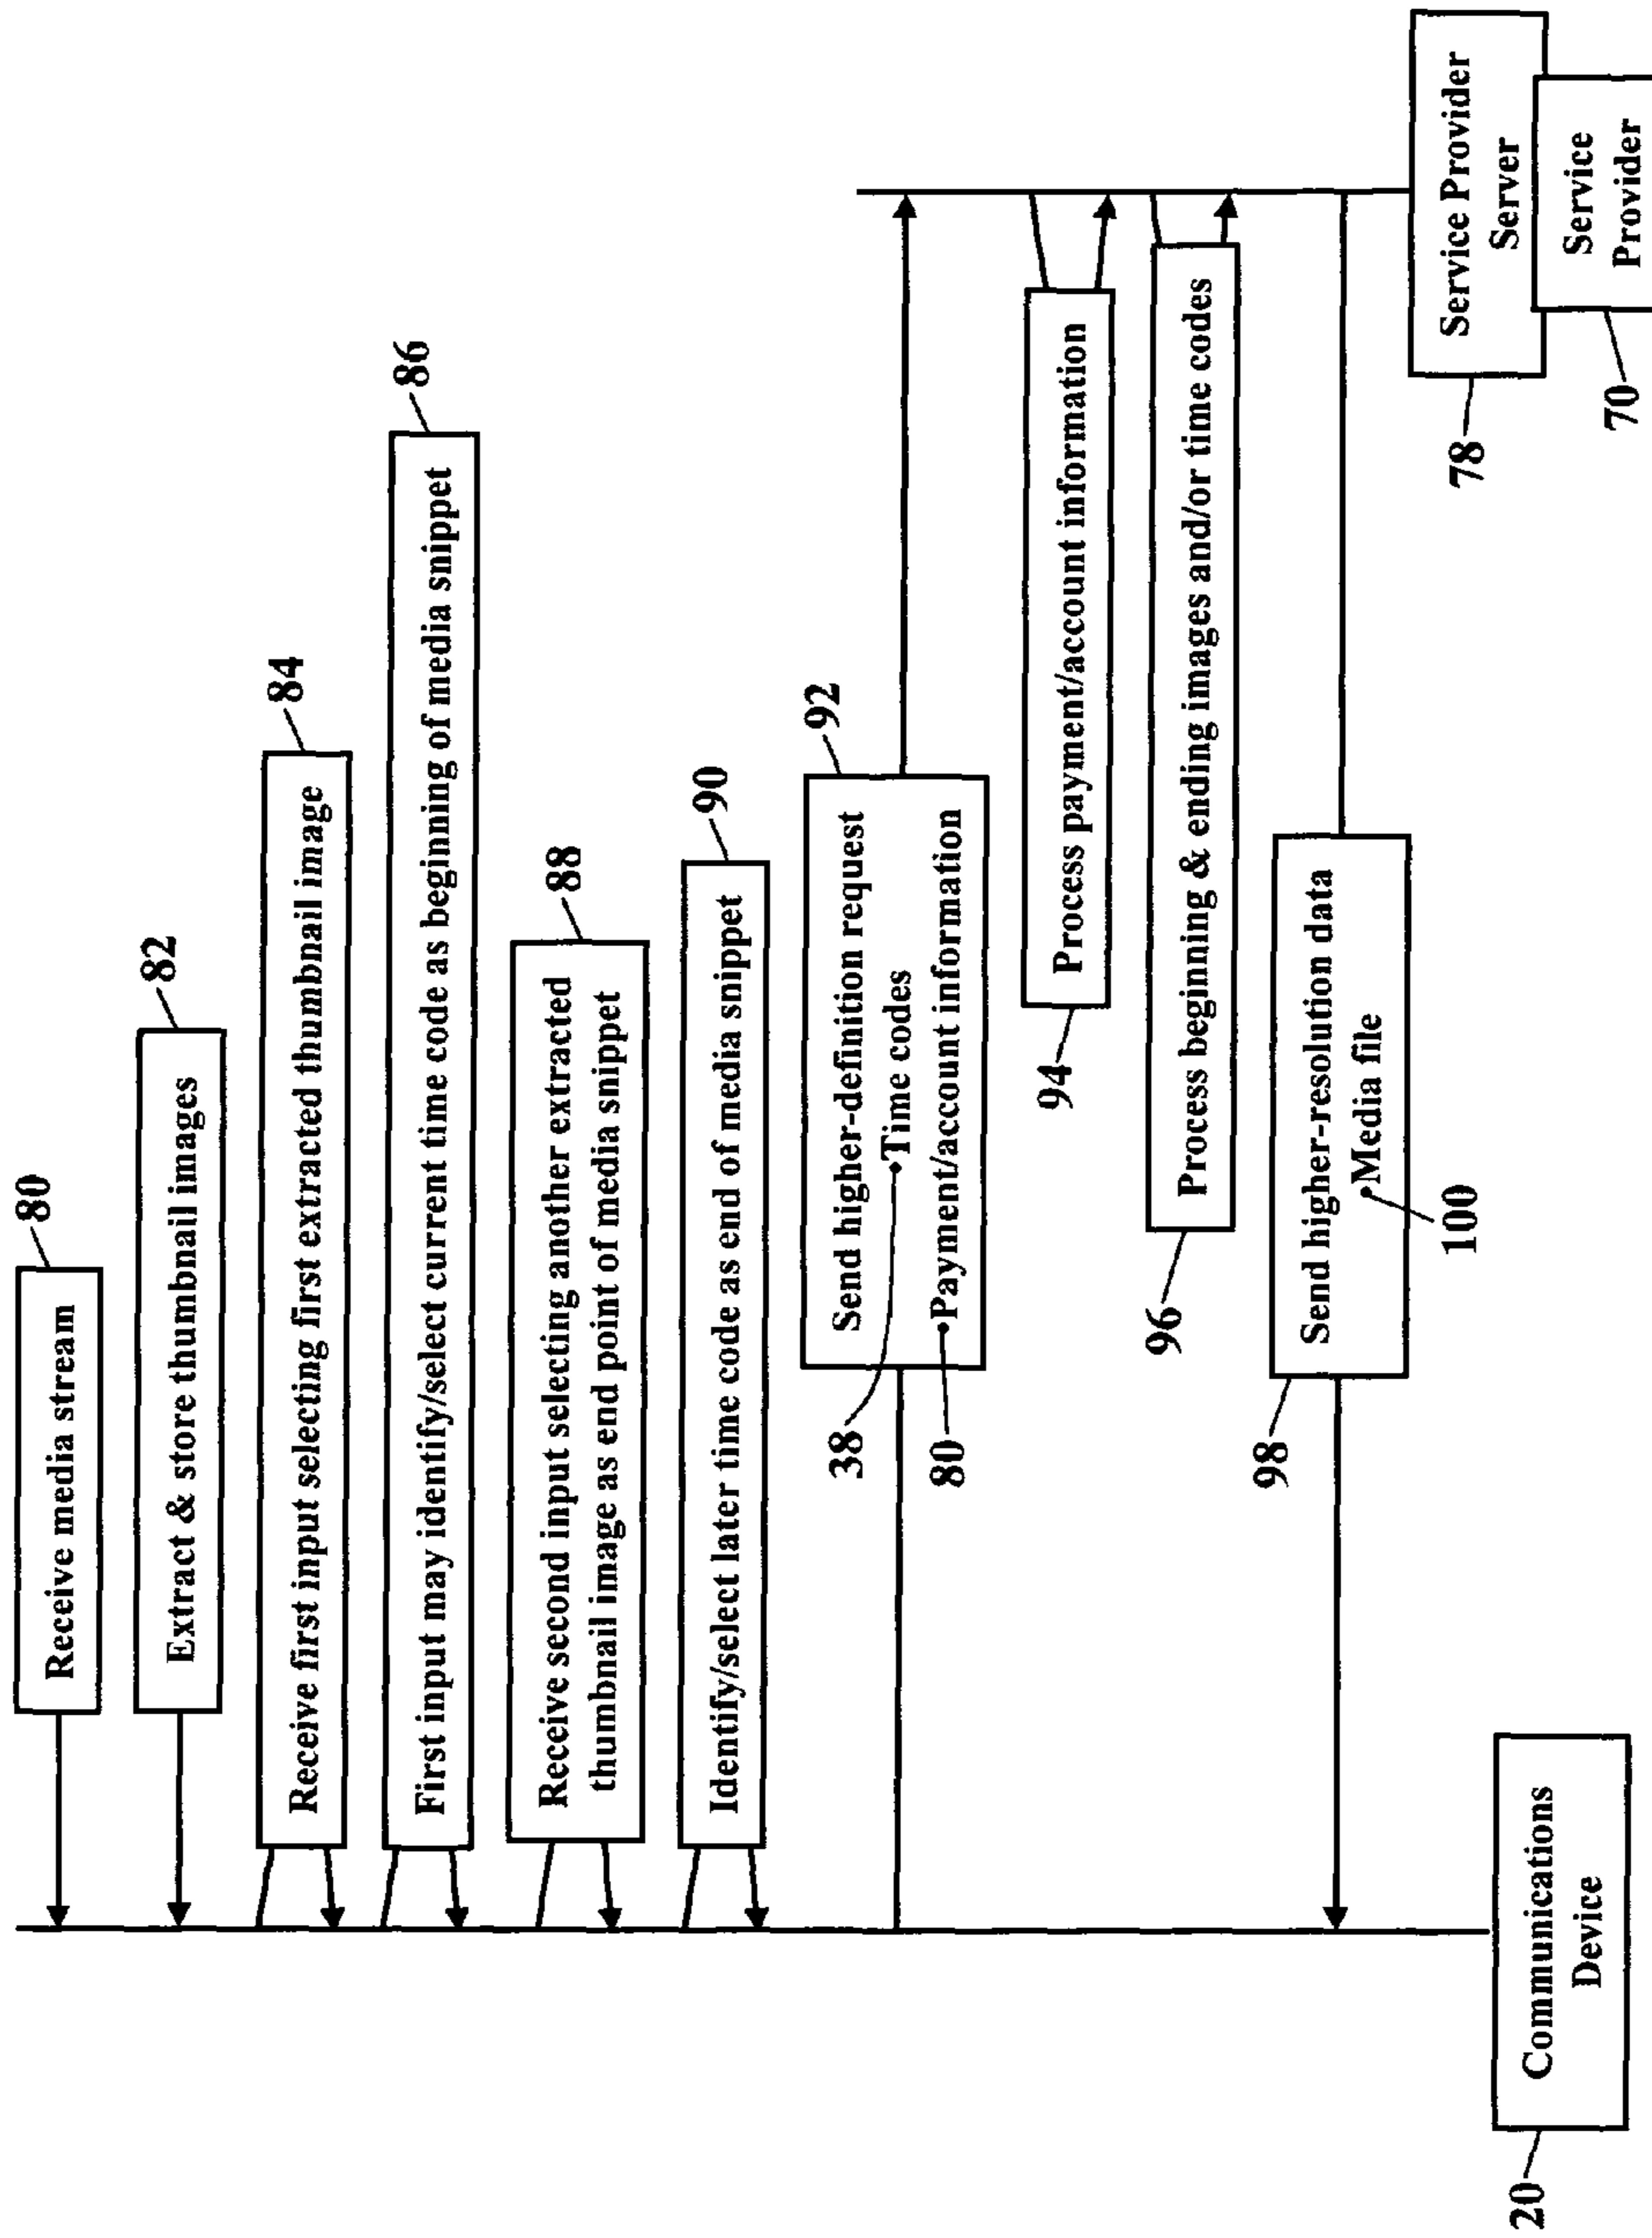 80
Receive media stream
82
Extract & store thumbnail images
84
Receive first input selecting first extracted thumbnail image
86
First input may identify/select current time code as beginning of media snippet
88
Receive second input selecting another extracted
thumbnail image as end point of media snippet
90
Identify/select later time code as end of media snippet
92
Send higher-definition request
38
•Time codes
80
•Payment/account information
94
Process payment/account information
96
Process beginning & ending images and/or time codes
98
Send higher-resolution data
•Media file
100
20
Communications
Device
78
Service Provider
Server
Service
Provider
70